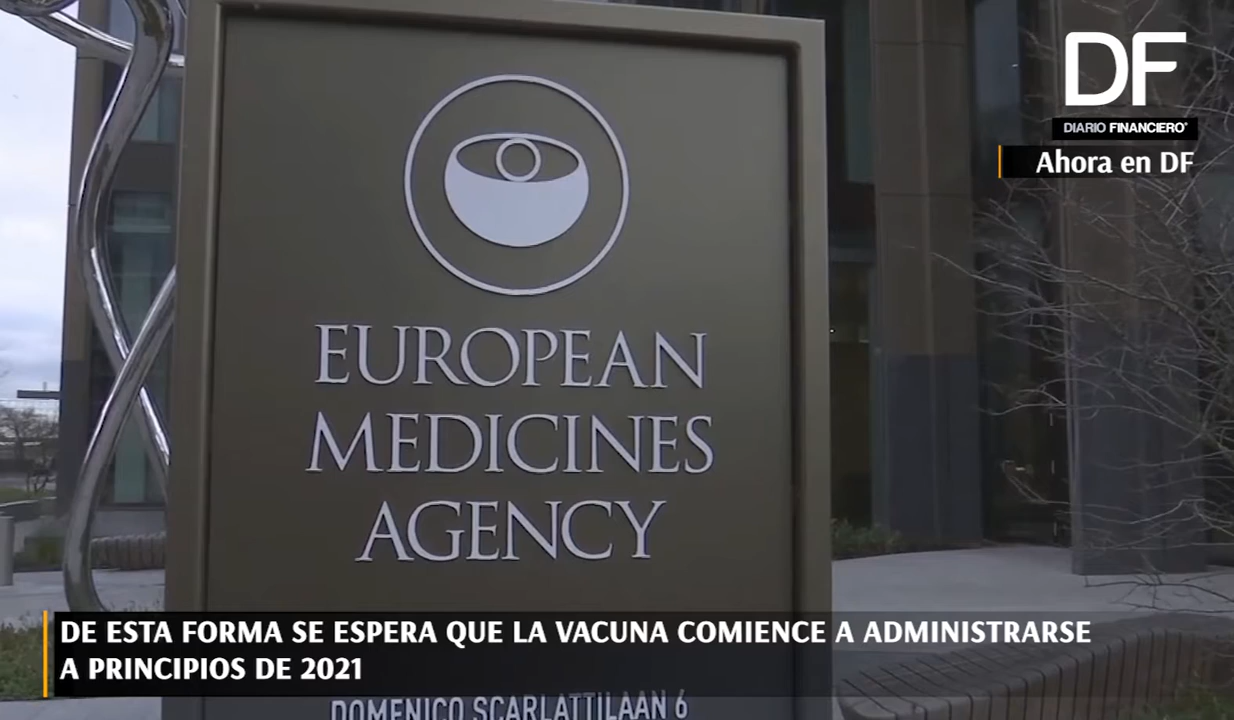 DF
DIARIO FINANCIERO®
Ahora en DF
EUROPEAN
MEDICINES
AGENCY
DE ESTA FORMA SE ESPERA QUE LA VACUNA COMIENCE A ADMINISTRARSE
A PRINCIPIOS DE 2021
DOMENICO SCARLATTILAAN 6